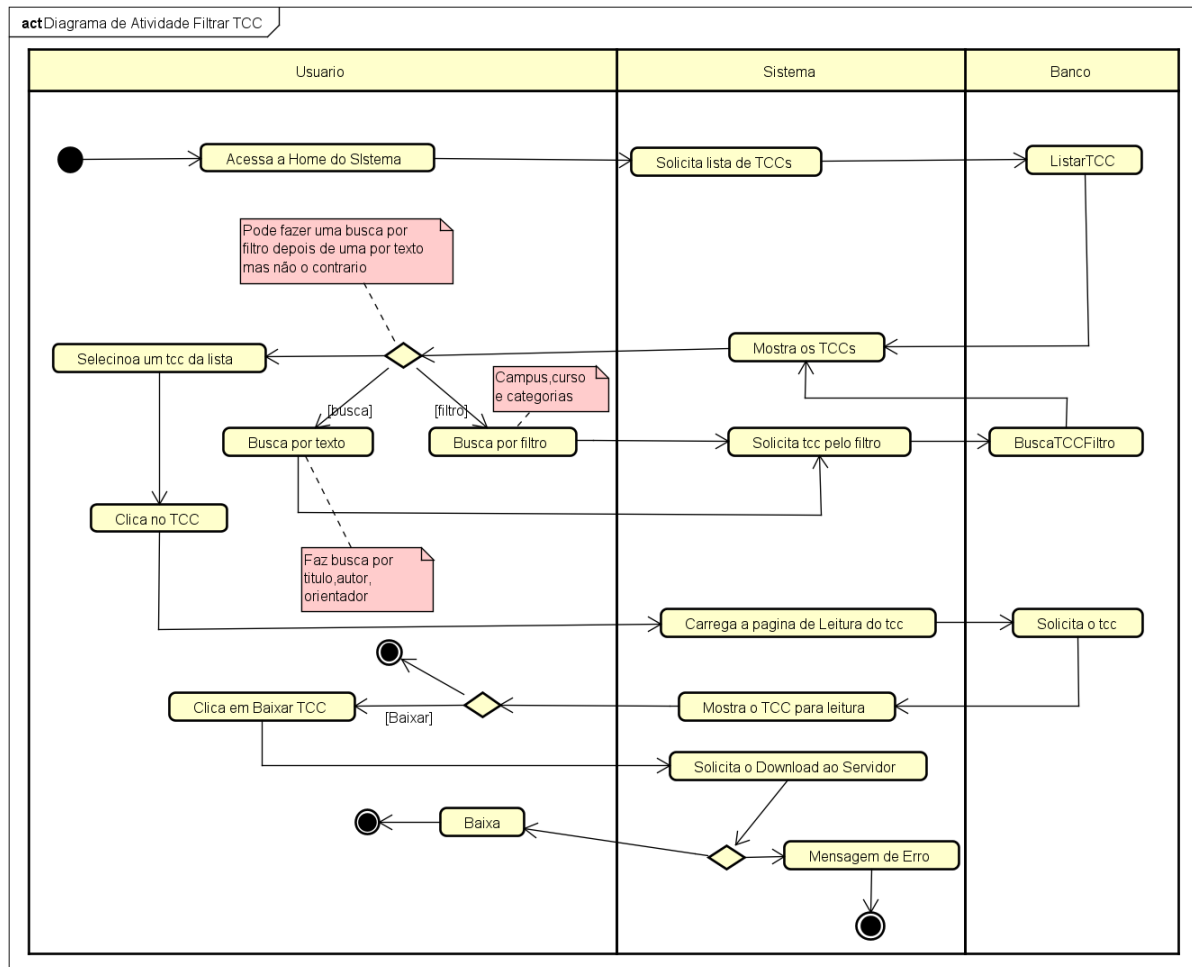 act Diagrama de Atividade Filtrar TCC
Usuario
Sistema
Banco
Acessa a Home do SIstema
Solicita lista de TCCs
ListarTCC
Pode fazer uma busca por
filtro depois de uma por texto
mas não o contrario
Selecinoa um tcc da lista
Mostra os TCCs
Campus,curso
e categorias
[busca]
[filtro]
Busca por texto
Busca por filtro
Solicita tcc pelo filtro
BuscaTCCFiltro
Clica no TCC
Faz busca por
titulo,autor,
orientador
Carrega a pagina de Leitura do tcc
Solicita o tcc
Clica em Baixar TCC
[Baixar]
Mostra o TCC para leitura
Solicita o Download ao Servidor
Baixa
Mensagem de Erro